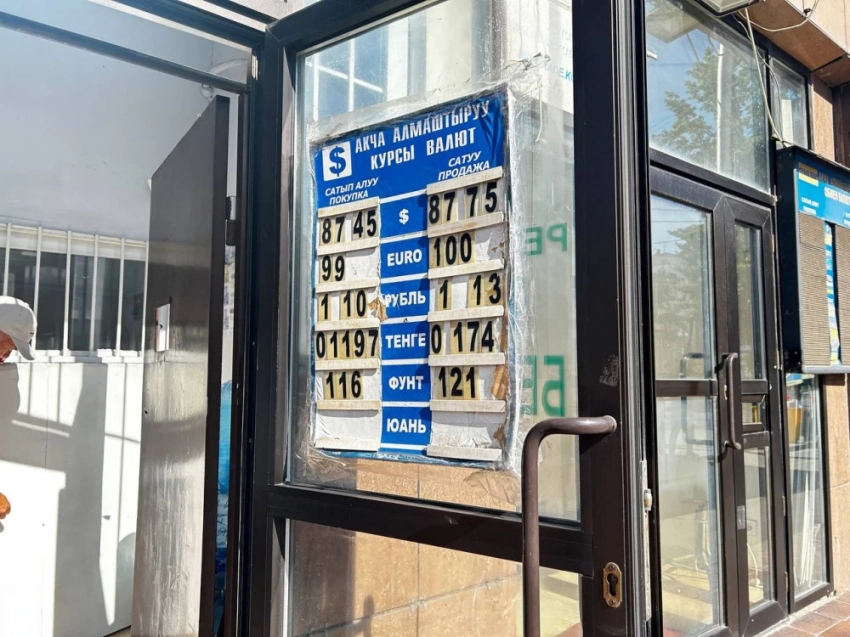 $ АКЧА АЛМАШТЫРУУ
КУРСЫ ВАЛЮТ
САТЫП АЛУУ САТУУ
ПОКУПКА ПРОДАЖА
87 45 $ 87 75
99 EURO 100
1 10 РУБЛЬ 1 13
0 1197 ТЕНГЕ 0 174
116 ФУНТ 121
ЮАНЬ